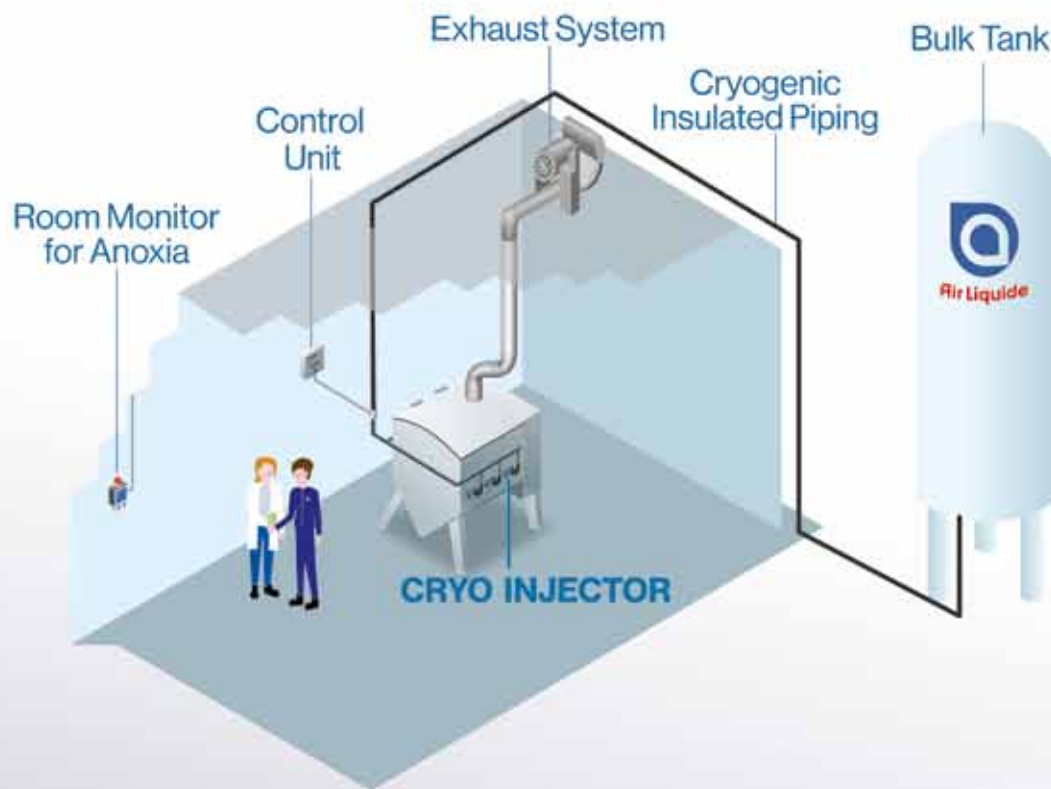 Exhaust System
Bulk Tank
Cryogenic
Insulated Piping
Control
Unit
Room Monitor
for Anoxia
Air Liquide
CRYO INJECTOR